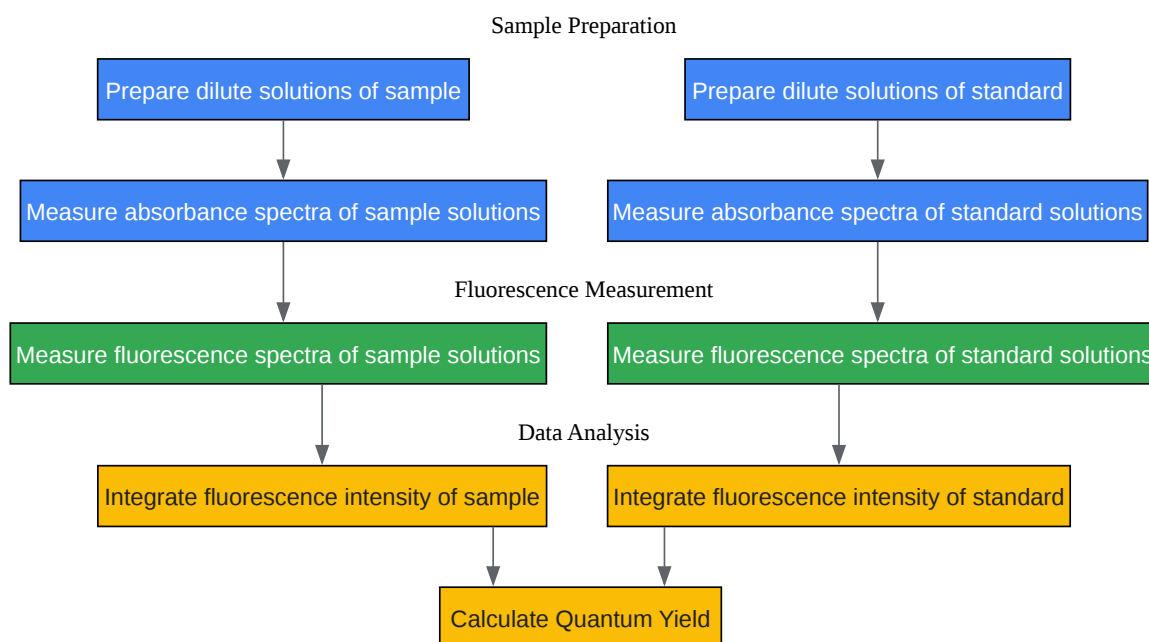 Sample Preparation
Prepare dilute solutions of sample
Prepare dilute solutions of standard
Measure absorbance spectra of sample solutions
Measure absorbance spectra of standard solutions
Fluorescence Measurement
Measure fluorescence spectra of sample solutions
Measure fluorescence spectra of standard solutions
Data Analysis
Integrate fluorescence intensity of sample
Integrate fluorescence intensity of standard
Calculate Quantum Yield